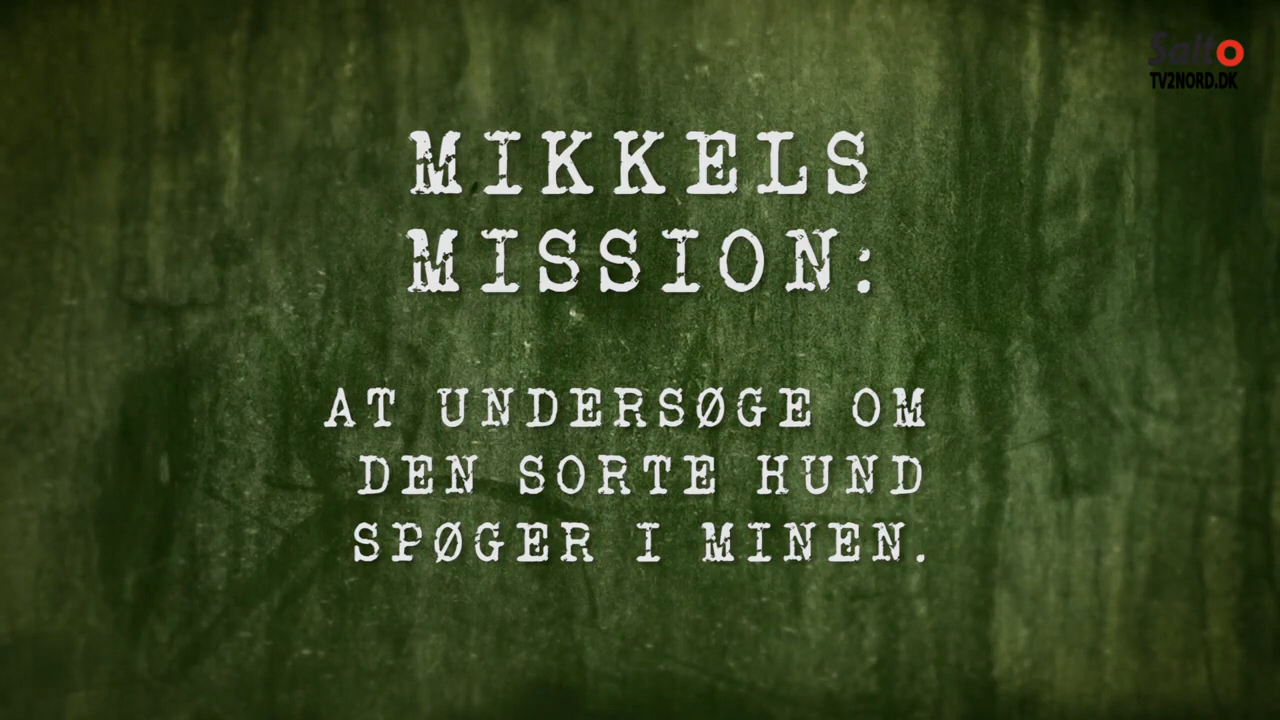 Salto
TV2NORD.DK
MIKKELS
MISSION:
AT UNDERSØGE OM
DEN SORTE HUND
SPØGER I MINEN.